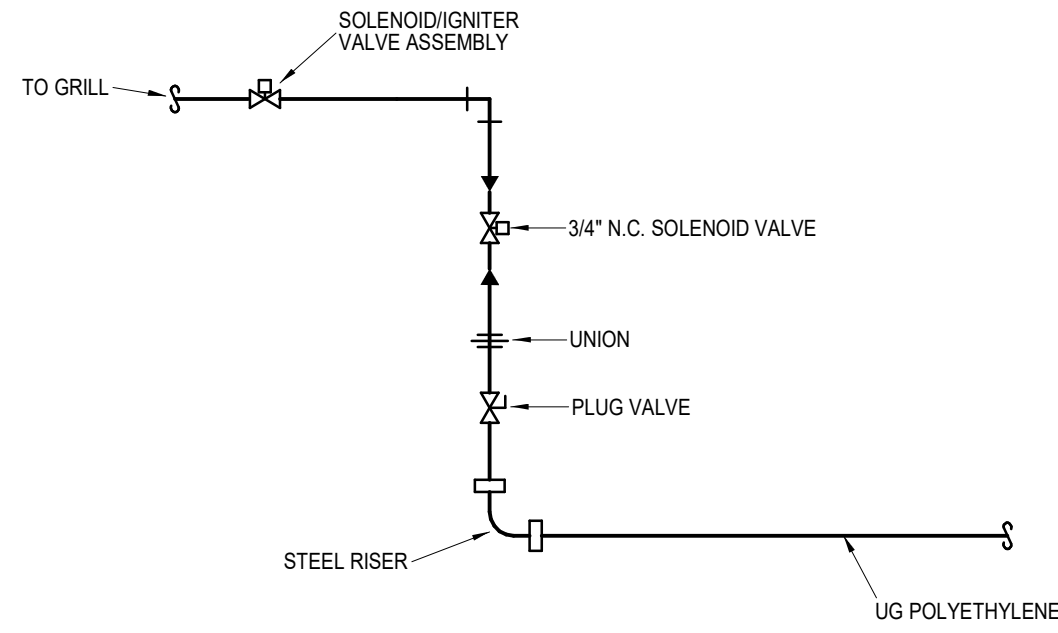 SOLENOID/IGNITER
VALVE ASSEMBLY
TO GRILL
3/4" N.C. SOLENOID VALVE
UNION
PLUG VALVE
STEEL RISER
UG POLYETHYLENE